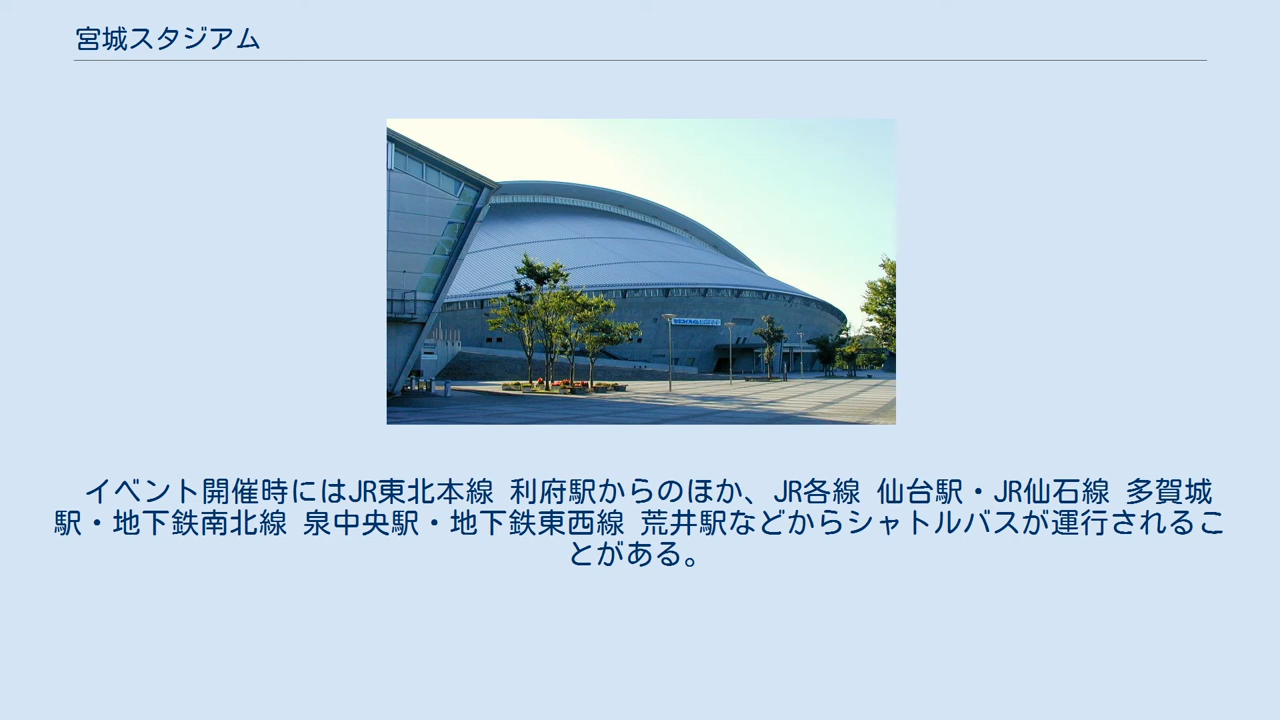 宮城スタジアム
イベント開催時にはJR東北本線 利府駅からのほか、JR各線 仙台駅・JR仙石線 多賀城
駅・地下鉄南北線 泉中央駅・地下鉄東西線 荒井駅などからシャトルバスが運行されるこ
とがある。